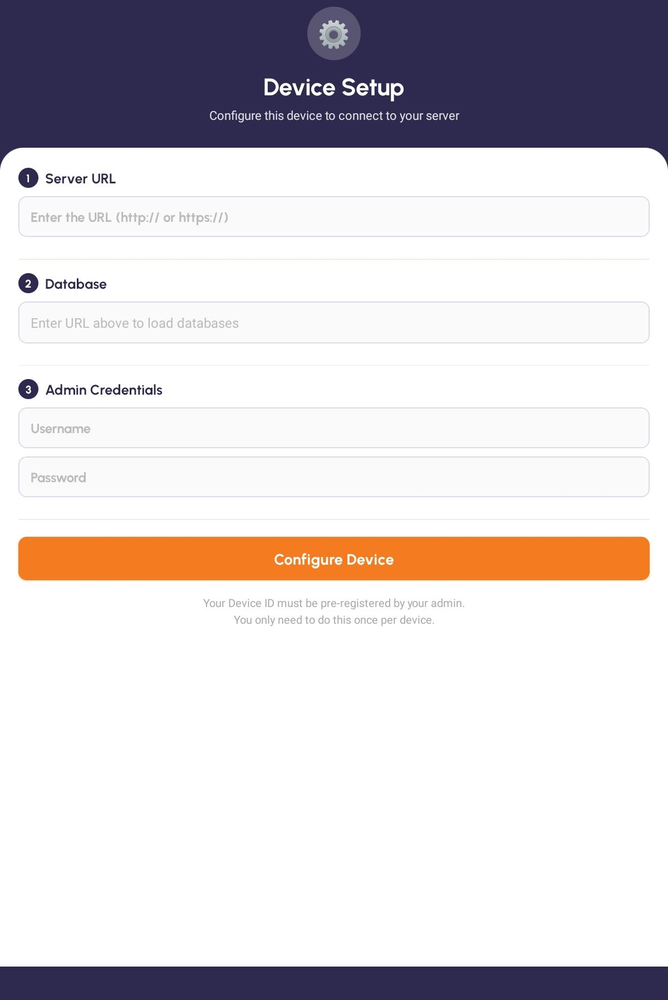 Device Setup
Configure this device to connect to your server
1 Server URL
Enter the URL (http:// or https://)
2 Database
Enter URL above to load databases
3 Admin Credentials
Username
Password
Configure Device
Your Device ID must be pre-registered by your admin.
You only need to do this once per device.